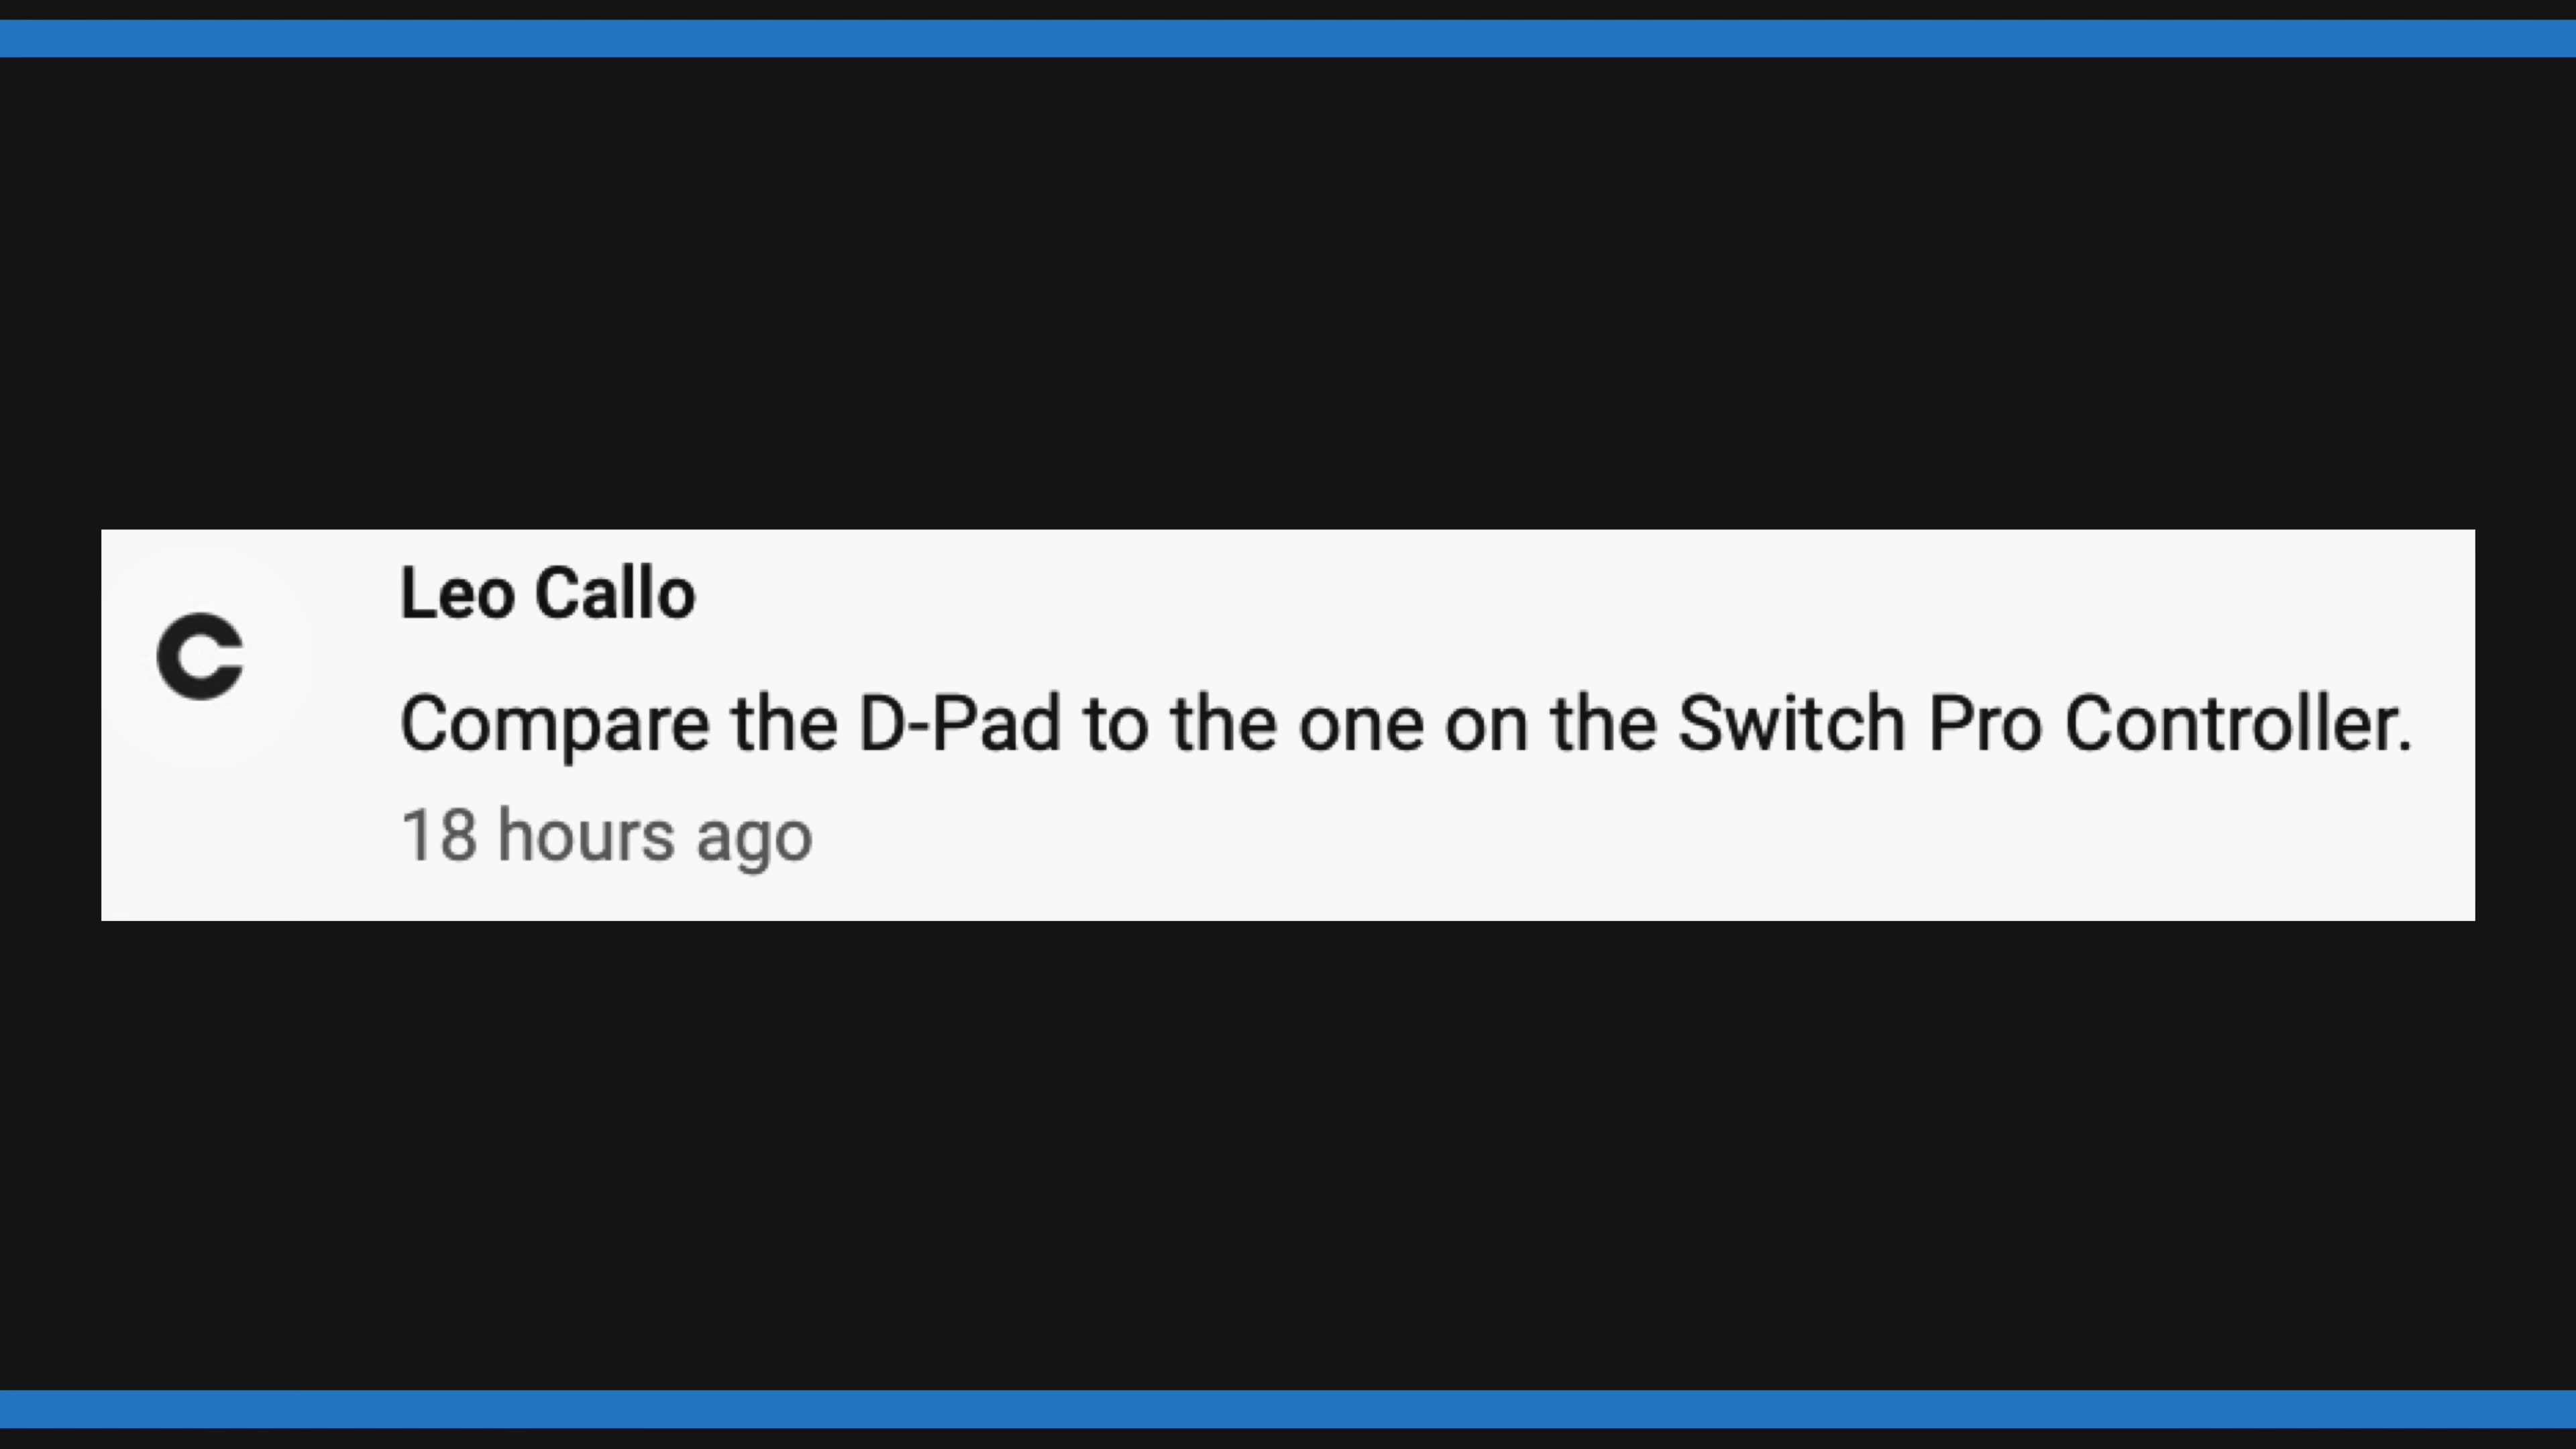 Leo Callo
Compare the D-Pad to the one on the Switch Pro Controller.
18 hours ago